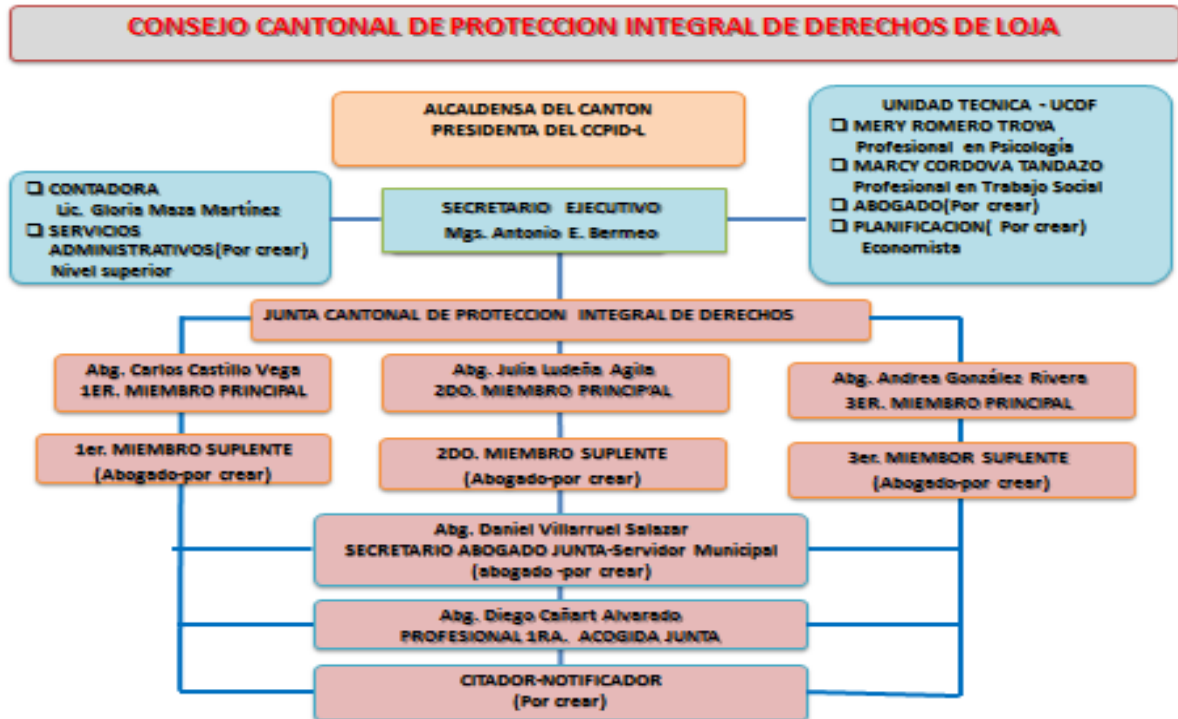 CONSEJO CANTONAL DE PROTECCION INTEGRAL DE DERECHOS DE LOJA
ALCALDENSA DEL CANTON
PRESIDENTA DEL CCPID-L
UNIDAD TECNICA - UCOF
❑ MERY ROMERO TROYA
Profesional en Psicología
❑ MARCY CORDOVA TANDAZO
Profesional en Trabajo Social
❑ ABOGADO(Por crear)
❑ PLANIFICACION( Por crear)
Economista
❑ CONTADORA
Lic. Gloria Maza Martínez
❑ SERVICIOS
ADMINISTRATIVOS(Por crear)
Nivel superior
SECRETARIO EJECUTIVO
Mgs. Antonio E. Bermeo
JUNTA CANTONAL DE PROTECCION INTEGRAL DE DERECHOS
Abg. Carlos Castillo Vega
1ER. MIEMBRO PRINCIPAL
Abg. Julia Ludeña Agila
2DO. MIEMBRO PRINCIP'AL
Abg. Andrea González Rivera
3ER. MIEMBRO PRINCIPAL
1er. MIEMBRO SUPLENTE
(Abogado-por crear)
2DO. MIEMBRO SUPLENTE
(Abogado-por crear)
3er. MIEMBOR SUPLENTE
(Abogado-por crear)
Abg. Daniel Villarruel Salazar
SECRETARIO ABOGADO JUNTA-Servidor Municipal
(abogado -por crear)
Abg. Diego Cañart Alvarado
PROFESIONAL 1RA. ACOGIDA JUNTA
CITADOR-NOTIFICADOR
(Por crear)